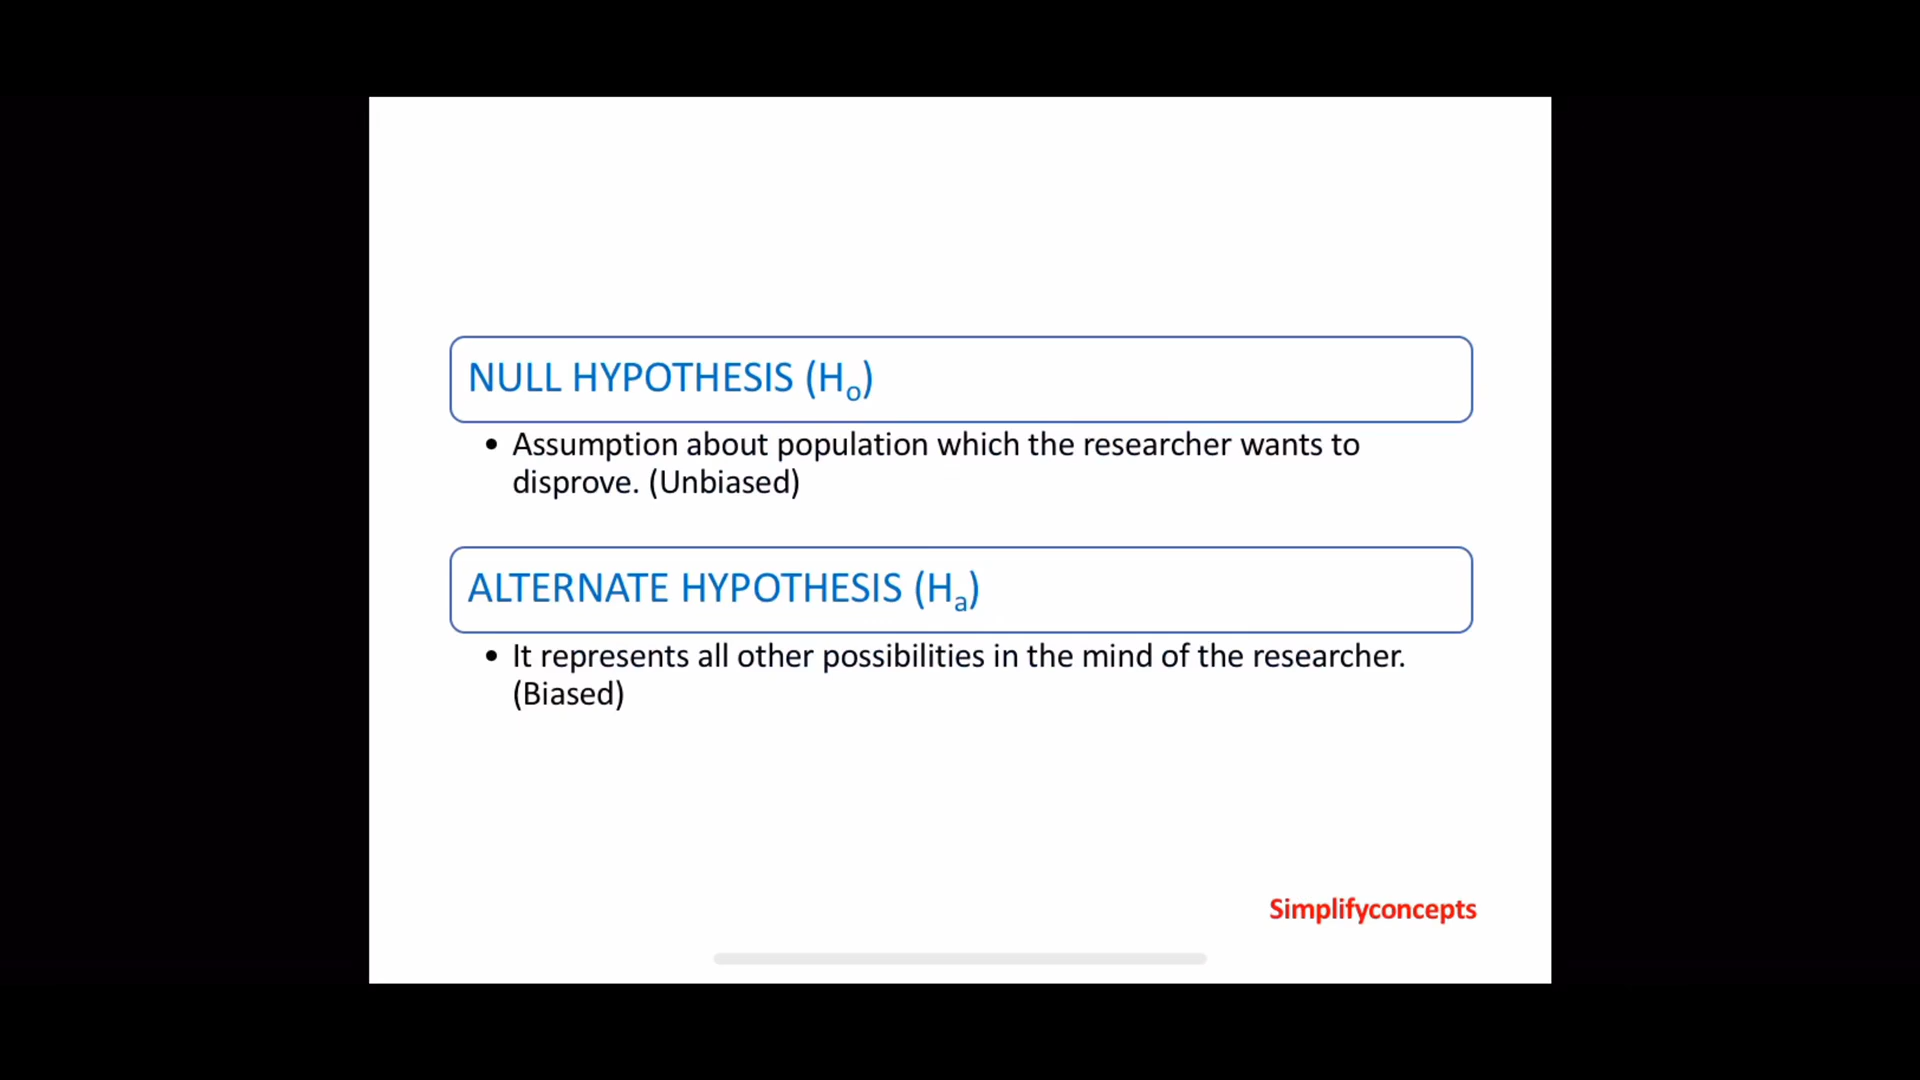 NULL HYPOTHESIS (Ho)
• Assumption about population which the researcher wants to
disprove. (Unbiased)
ALTERNATE HYPOTHESIS (Ha)
• It represents all other possibilities in the mind of the researcher.
(Biased)
Simplifyconcepts